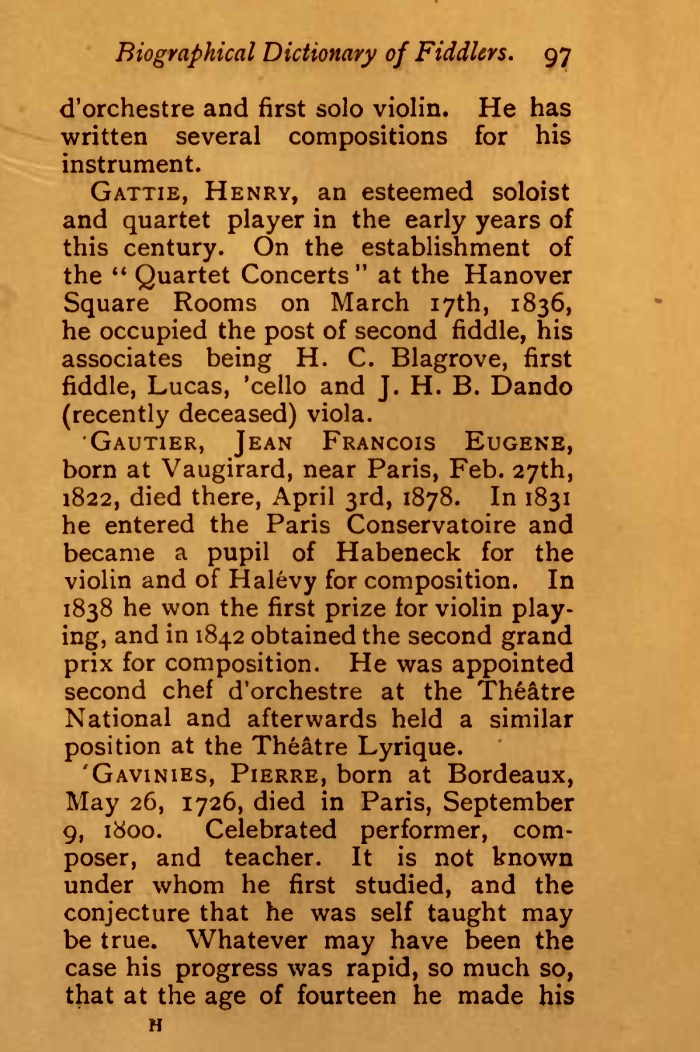 Biographical Dictionary of Fiddlers. 97
d'orchestre and first solo violin. He has
written several compositions for his
instrument.
GATTIE, HENRY, an esteemed soloist
and quartet player in the early years of
this century. On the establishment of
the “ Quartet Concerts ” at the Hanover
Square Rooms on March 17th, 1836,
he occupied the post of second fiddle, his
associates being H. C. Blagrove, first
fiddle, Lucas, 'cello and J. H. B. Dando
(recently deceased) viola.
'GAUTIER, JEAN FRANCOIS EUGENE,
born at Vaugirard, near Paris, Feb. 27th,
1822, died there, April 3rd, 1878. In 1831
he entered the Paris Conservatoire and
became a pupil of Habeneck for the
violin and of Halévy for composition. In
1838 he won the first prize for violin play-
ing, and in 1842 obtained the second grand
prix for composition. He was appointed
second chef d'orchestre at the Théâtre
National and afterwards held a similar
position at the Théâtre Lyrique.
'GAVINIES, PIERRE, born at Bordeaux,
May 26, 1726, died in Paris, September
9, 1800. Celebrated performer, com-
poser, and teacher. It is not known
under whom he first studied, and the
conjecture that he was self taught may
be true. Whatever may have been the
case his progress was rapid, so much so,
that at the age of fourteen he made his
H